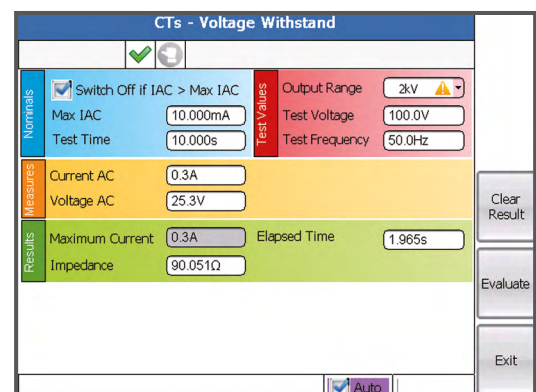 CTs - Voltage Withstand
Nominals
Switch Off if IAC > Max IAC
Max IAC 10.000mA
Test Time 10.000s
Test Values
Output Range 2kV
Test Voltage 100.0V
Test Frequency 50.0Hz
Measures
Current AC 0.3A
Voltage AC 25.3V
Results
Maximum Current 0.3A Elapsed Time 1.965s
Impedance 90.051Ω
Clear Result
Evaluate
Exit
Auto